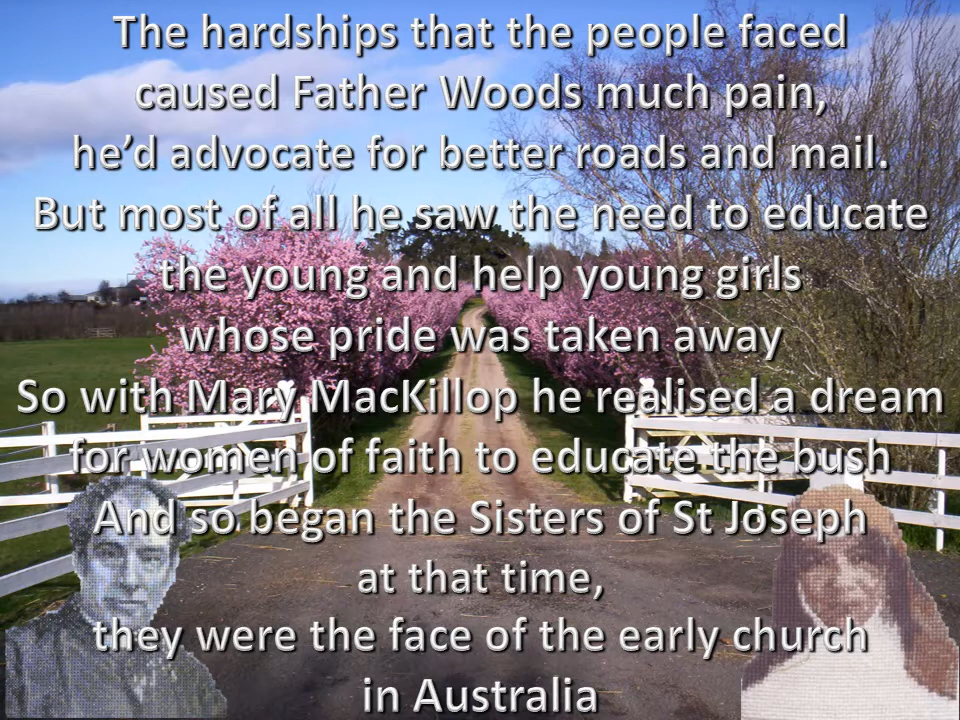 The hardships that the people faced
caused Father Woods much pain,
he’d advocate for better roads and mail.
But most of all he saw the need to educate
the young and help young girls
whose pride was taken away
So with Mary MacKillop he realised a dream
for women of faith to educate the bush
And so began the Sisters of St Joseph
at that time,
they were the face of the early church
in Australia